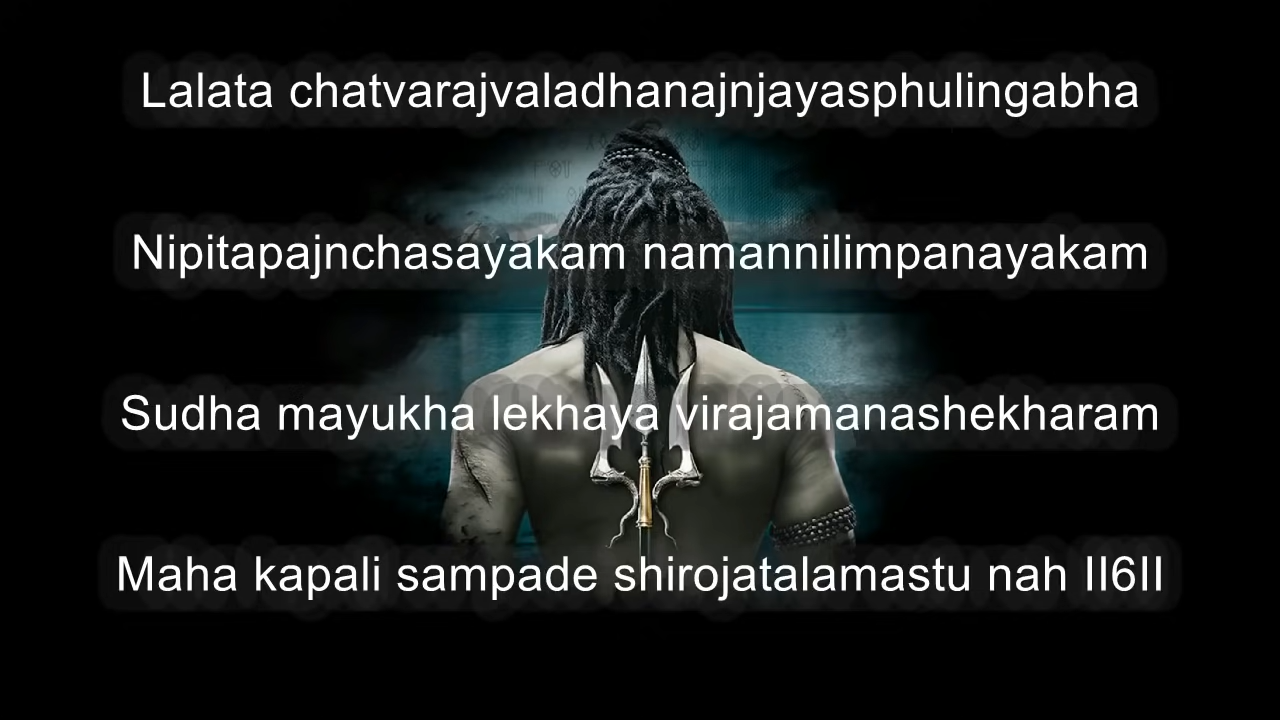 Lalata chatvarajvaladhanajnjayasphulingabha
Nipitapajnchasayakam namannilimpanayakam
Sudha mayukha lekhaya virajamanashekharam
Maha kapali sampade shirojatalamastu nah II6II